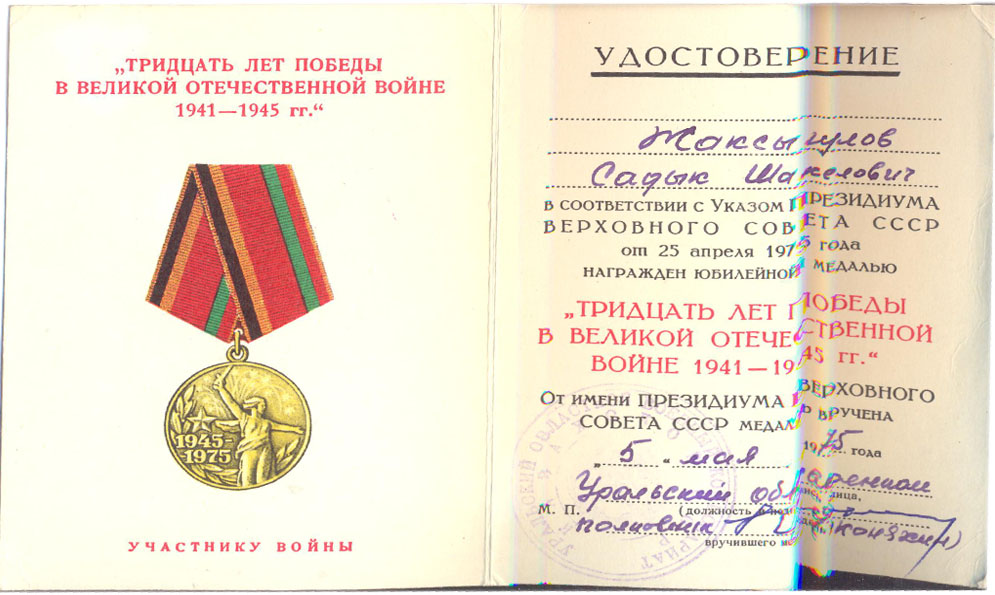 „ТРИДЦАТЬ ЛЕТ ПОБЕДЫ
В ВЕЛИКОЙ ОТЕЧЕСТВЕННОЙ ВОЙНЕ
1941—1945 гг.“
1945-
1975
УЧАСТНИКУ ВОЙНЫ
УДОСТОВЕРЕНИЕ
Жаксыгулов
Садык Шакелович
В СООТВЕТСТВИИ С УКАЗОМ ПРЕЗИДИУМА
ВЕРХОВНОГО СОВЕТА СССР
от 25 апреля 1975 года
НАГРАЖДЕН ЮБИЛЕЙНОЙ МЕДАЛЬЮ
„ТРИДЦАТЬ ЛЕТ ПОБЕДЫ
В ВЕЛИКОЙ ОТЕЧЕСТВЕННОЙ
ВОЙНЕ 1941—1945 гг.“
ОТ ИМЕНИ ПРЕЗИДИУМА ВЕРХОВНОГО
СОВЕТА СССР МЕДАЛЬ ВРУЧЕНА
„5“ мая 1975 года
Уральский обл
М. П. (должность
полковник
вручившего